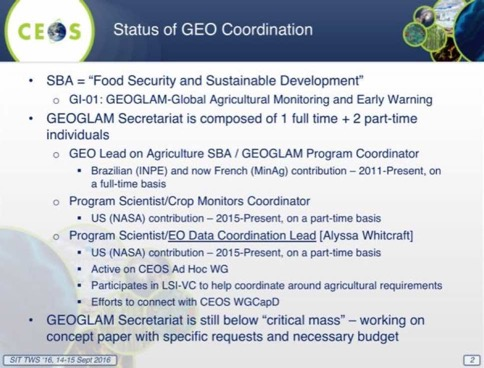 CEOS
Status of GEO Coordination
• SBA = “Food Security and Sustainable Development”
o GI-01: GEOGLAM-Global Agricultural Monitoring and Early Warning
• GEOGLAM Secretariat is composed of 1 full time + 2 part-time
individuals
o GEO Lead on Agriculture SBA / GEOGLAM Program Coordinator
▪ Brazilian (INPE) and now French (MinAg) contribution – 2011-Present, on
a full-time basis
o Program Scientist/Crop Monitors Coordinator
▪ US (NASA) contribution – 2015-Present, on a part-time basis
o Program Scientist/EO Data Coordination Lead [Alyssa Whitcraft]
▪ US (NASA) contribution – 2015-Present, on a part-time basis
▪ Active on CEOS Ad Hoc WG
▪ Participates in LSI-VC to help coordinate around agricultural requirements
▪ Efforts to connect with CEOS WGCapD
• GEOGLAM Secretariat is still below “critical mass” – working on
concept paper with specific requests and necessary budget
SIT TWS ’16, 14-15 Sept 2016
2